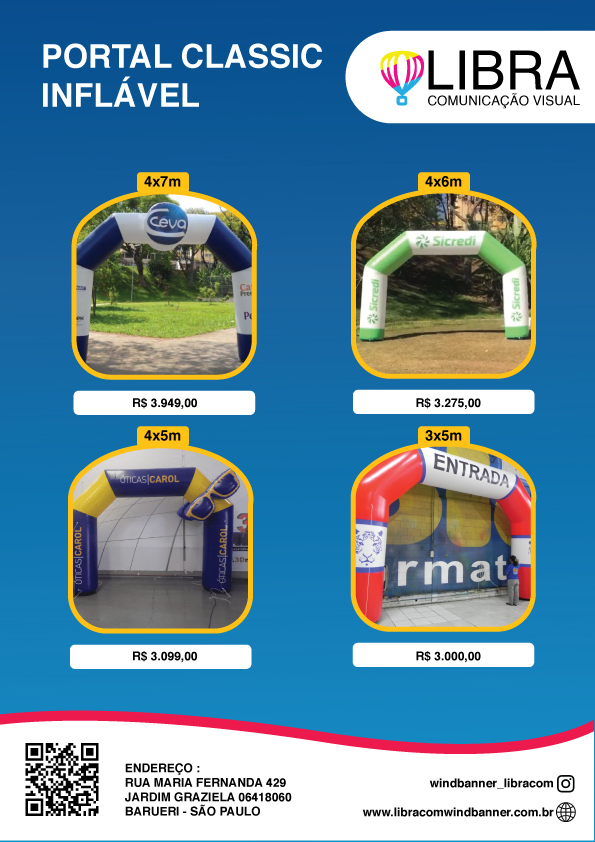 PORTAL CLASSIC
INFLÁVEL
LIBRA
COMUNICAÇÃO VISUAL
4x7m
4x6m
Ceva
Sicredi
Sicredi
Sicredi
R$ 3.949,00
R$ 3.275,00
4x5m
3x5m
ÓTICAS|CAROL
ÓTICAS|CAROL
ÓTICAS|CAROL
ENTRADA
rmat
R$ 3.099,00
R$ 3.000,00
ENDEREÇO :
RUA MARIA FERNANDA 429
JARDIM GRAZIELA 06418060
BARUERI - SÃO PAULO
windbanner_libracom
www.libracomwindbanner.com.br